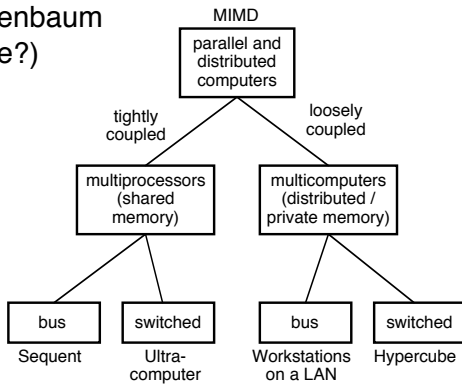 enbaum
e?)
MIMD
parallel and
distributed
computers
tightly
coupled
loosely
coupled
multiprocessors
(shared
memory)
multicomputers
(distributed /
private memory)
bus
switched
bus
switched
Sequent
Ultra-
computer
Workstations
on a LAN
Hypercube